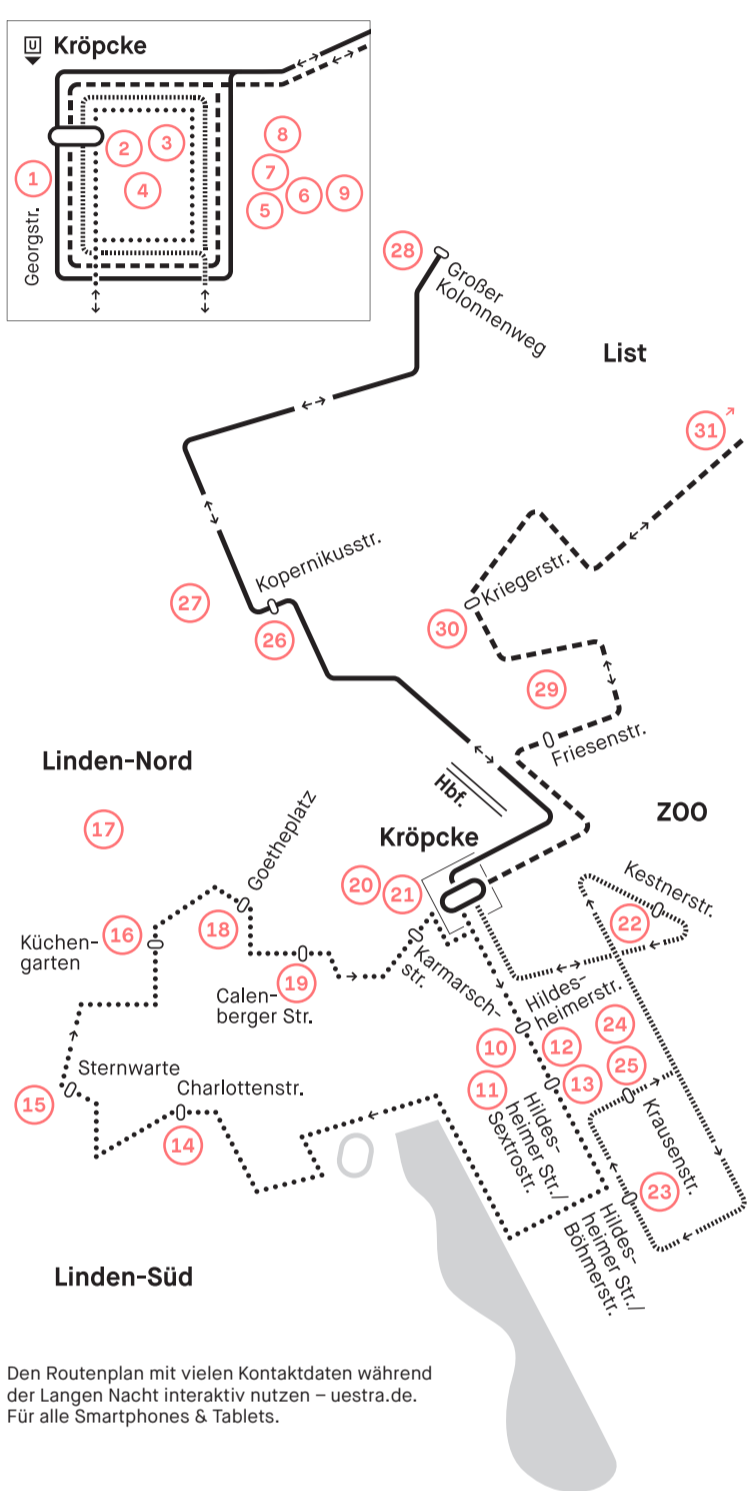 U Kröpcke
1
2
3
4
5
6
7
8
9
Georgstr.
28
Großer
Kolonnenweg
List
31
Kopernikusstr.
27
26
Kriegerstr.
30
29
Friesenstr.
Linden-Nord
Hbf.
ZOO
17
Goetheplatz
Kröpcke
20
21
Kestnerstr.
22
16
Küchen-
garten
18
19
Calen-
berger Str.
Karmarsch-
str.
Hildes-
heimerstr.
10
12
24
11
13
25
Sternwarte
15
Charlottenstr.
14
Hildes-
heimer Str./
Sextrostr.
Krausenstr.
23
Hildes-
heimer Str./
Böhmerstr.
Linden-Süd
Den Routenplan mit vielen Kontaktdaten während
der Langen Nacht interaktiv nutzen – uestra.de.
Für alle Smartphones & Tablets.